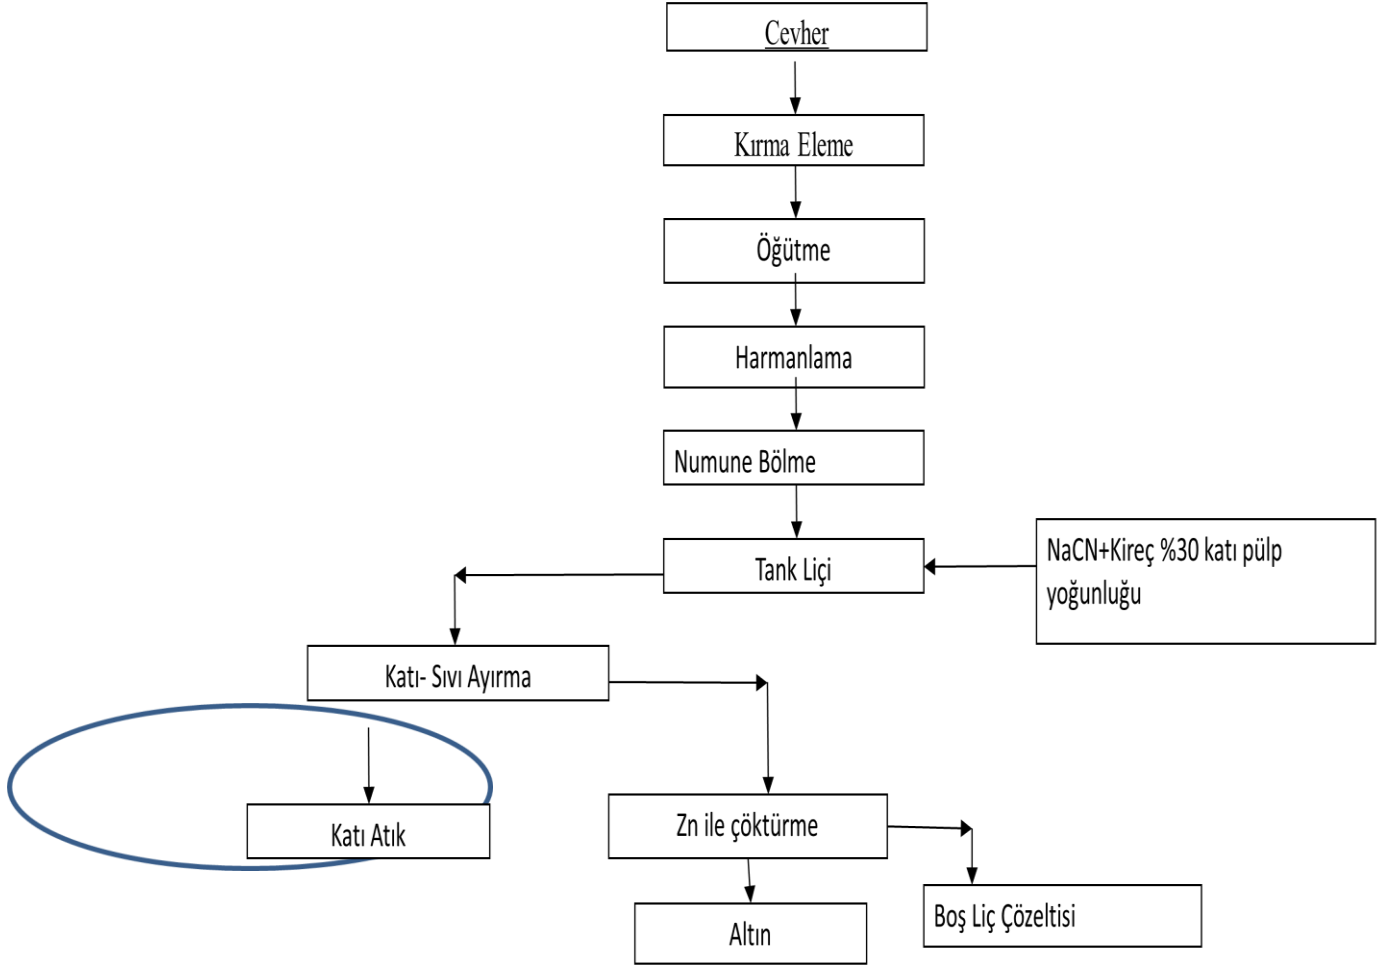 Cevher
Kırma Eleme
Öğütme
Harmanlama
Numune Bölme
Tank Liçi
NaCN+Kireç %30 katı pülp
yoğunluğu
Katı- Sıvı Ayırma
Katı Atık
Zn ile çöktürme
Boş Liç Çözeltisi
Altın